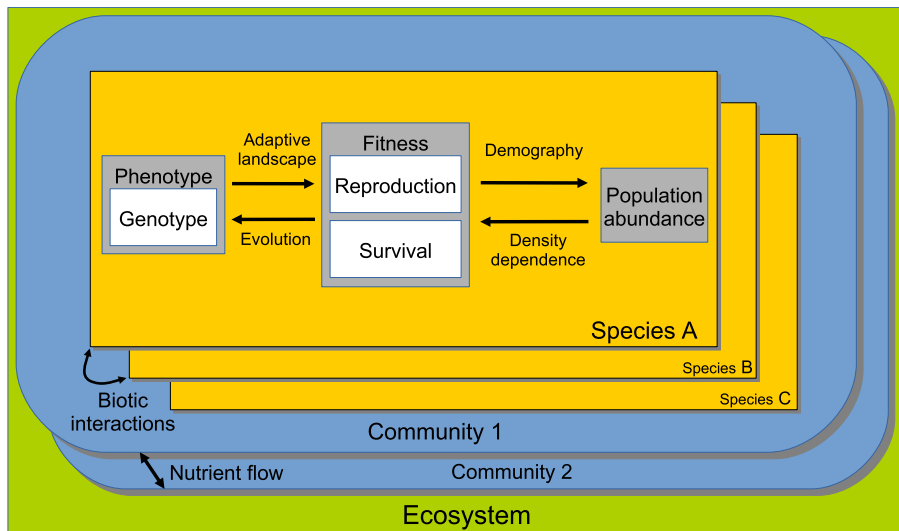 Phenotype
Genotype
Adaptive
landscape
Evolution
Fitness
Reproduction
Survival
Demography
Density
dependence
Population
abundance
Species A
Species B
Species C
Biotic
interactions
Community 1
Nutrient flow
Community 2
Ecosystem